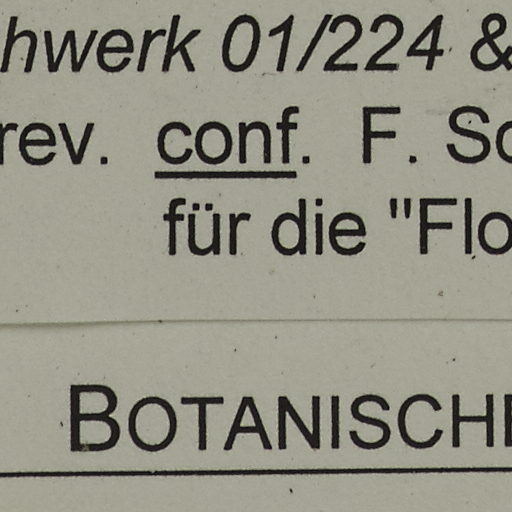 hwerk 01/224 &
rev. conf. F. Sc
für die "Flo
BOTANISCHE